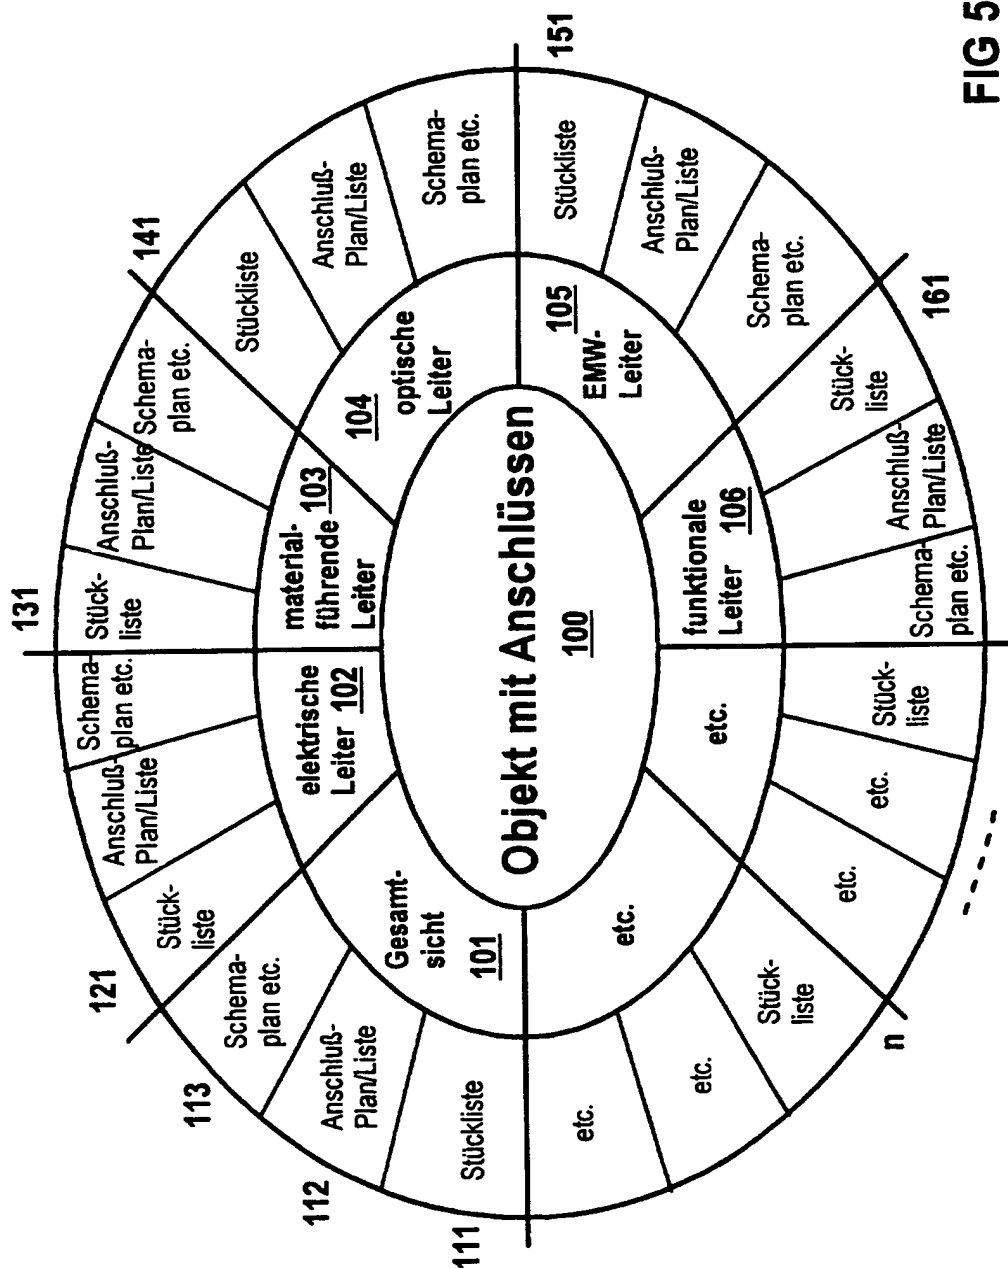 131
141
121
113
112
111
151
161
n
Stück-
liste
Anschluß-
Plan/Liste
Schema-
plan etc.
Stückliste
Anschluß-
Plan/Liste
Schema-
plan etc.
Stückliste
Anschluß-
Plan/Liste
Schema-
plan etc.
Stück-
liste
Anschluß-
Plan/Liste
Schema-
plan etc.
Stück-
liste
etc.
etc.
Stück-
liste
etc.
etc.
Stückliste
Anschluß-
Plan/Liste
Schema-
plan etc.
Stück-
liste
Anschluß-
Plan/Liste
Schema-
plan etc.
elektrische
Leiter 102
material-
führende 103
Leiter
104
optische
Leiter
105
EMW-
Leiter
funktionale
Leiter 106
etc.
etc.
Gesamt-
sicht
101
Objekt mit Anschlüssen
100
FIG 5